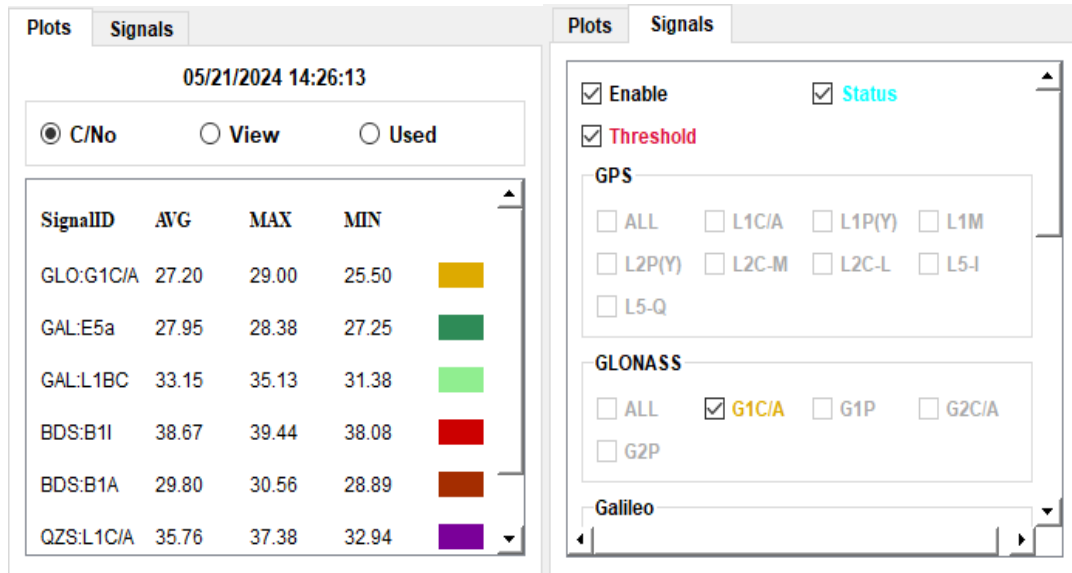 Plots Signals
05/21/2024 14:26:13
C/No View Used
SignalID AVG MAX MIN
GLO:G1C/A 27.20 29.00 25.50
GAL:E5a 27.95 28.38 27.25
GAL:L1BC 33.15 35.13 31.38
BDS:B1I 38.67 39.44 38.08
BDS:B1A 29.80 30.56 28.89
QZS:L1C/A 35.76 37.38 32.94
Plots Signals
Enable Status
Threshold
GPS
ALL L1C/A L1P(Y) L1M
L2P(Y) L2C-M L2C-L L5-I
L5-Q
GLONASS
ALL G1C/A G1P G2C/A
G2P
Galileo